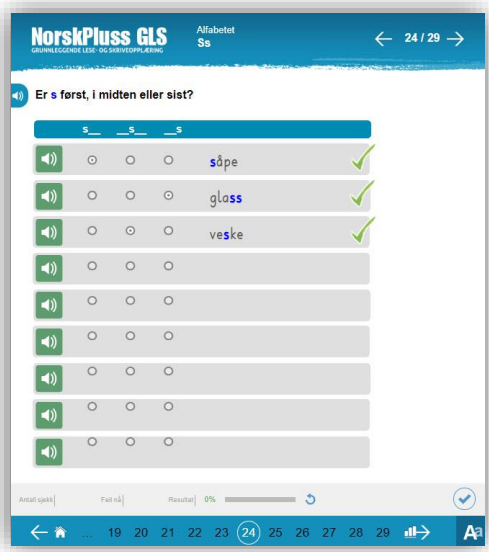 NorskPluss GLS
GRUNNLEGGENDE LESE- OG SKRIVEOPPLÆRING
Alfabetet
Ss
← 24 / 29 →
Er s først, i midten eller sist?
s__ __s__ __s
såpe
glass
veske
Antall sjekk| Feil nå| Resultat| 0%
← ... 19 20 21 22 23 24 25 26 27 28 29 → Aa